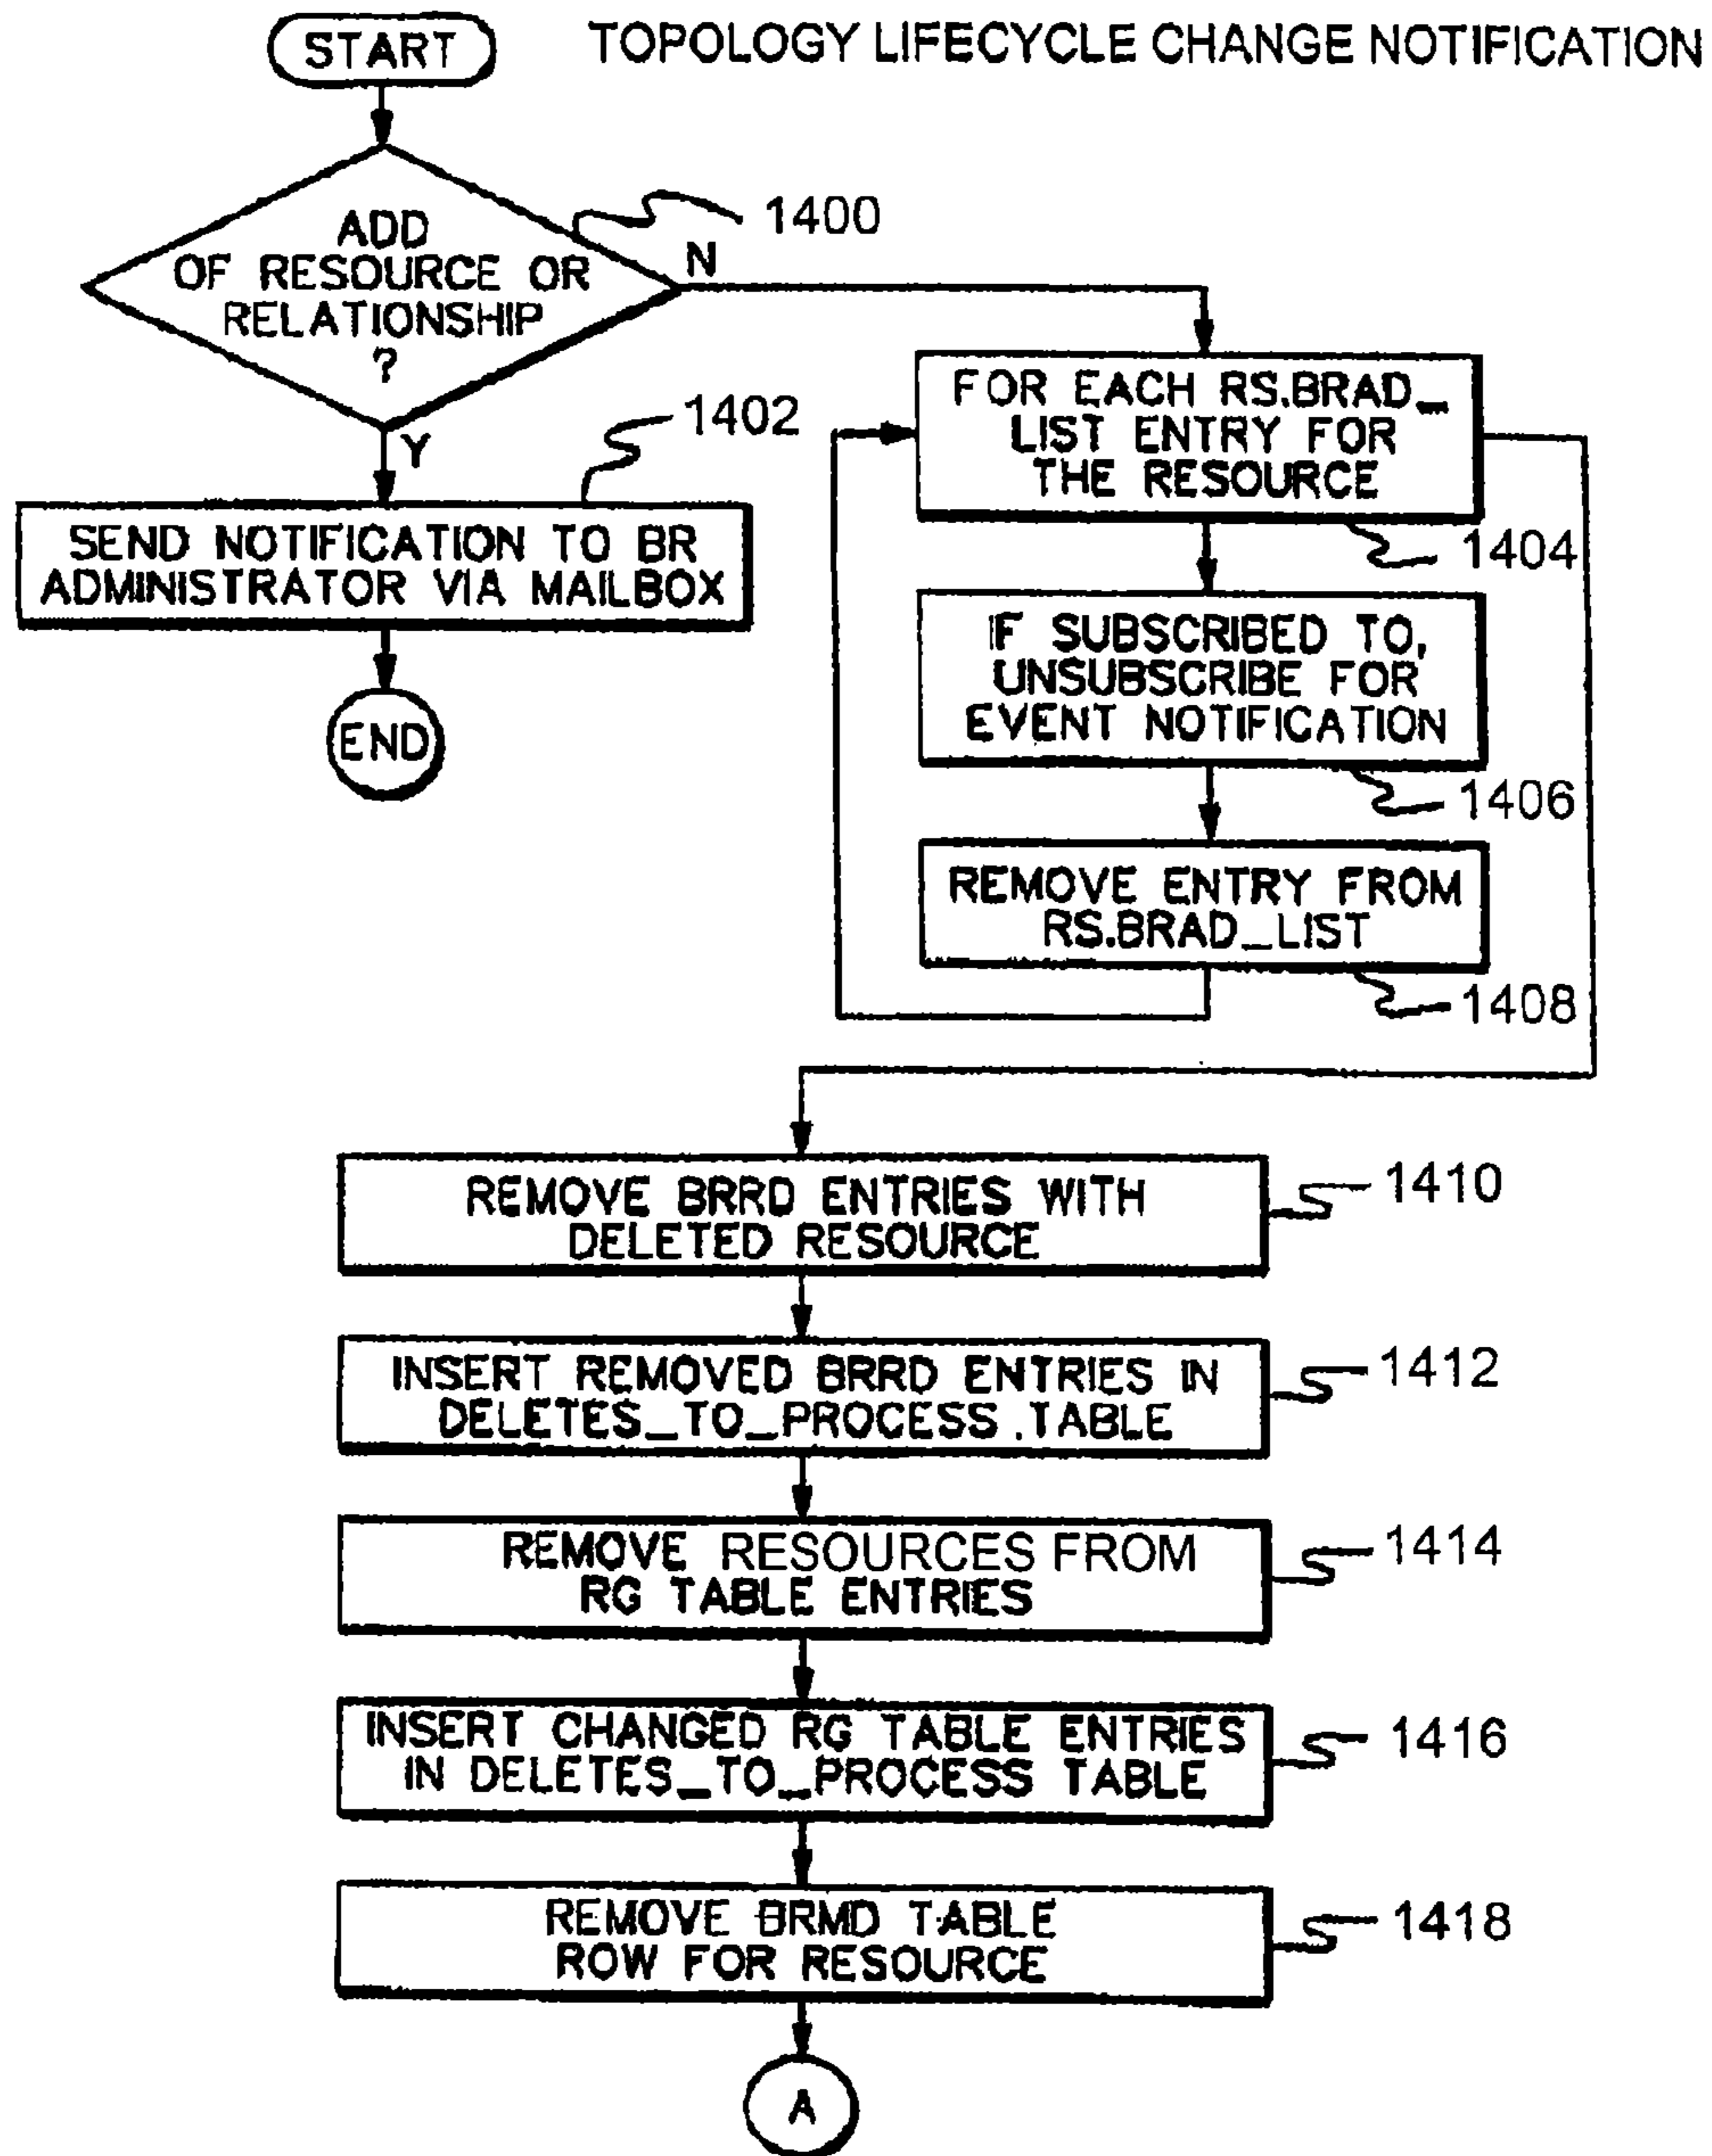 START
TOPOLOGY LIFECYCLE CHANGE NOTIFICATION
ADD
OF RESOURCE OR
RELATIONSHIP
?
1400
N
Y
1402
SEND NOTIFICATION TO BR
ADMINISTRATOR VIA MAILBOX
END
FOR EACH RS.BRAD_
LIST ENTRY FOR
THE RESOURCE
1404
IF SUBSCRIBED TO,
UNSUBSCRIBE FOR
EVENT NOTIFICATION
1406
REMOVE ENTRY FROM
RS.BRAD_LIST
1408
REMOVE BRRD ENTRIES WITH
DELETED RESOURCE
1410
INSERT REMOVED BRRD ENTRIES IN
DELETES_TO_PROCESS .TABLE
1412
REMOVE RESOURCES FROM
RG TABLE ENTRIES
1414
INSERT CHANGED RG TABLE ENTRIES
IN DELETES_TO_PROCESS TABLE
1416
REMOVE BRMD TABLE
ROW FOR RESOURCE
1418
A